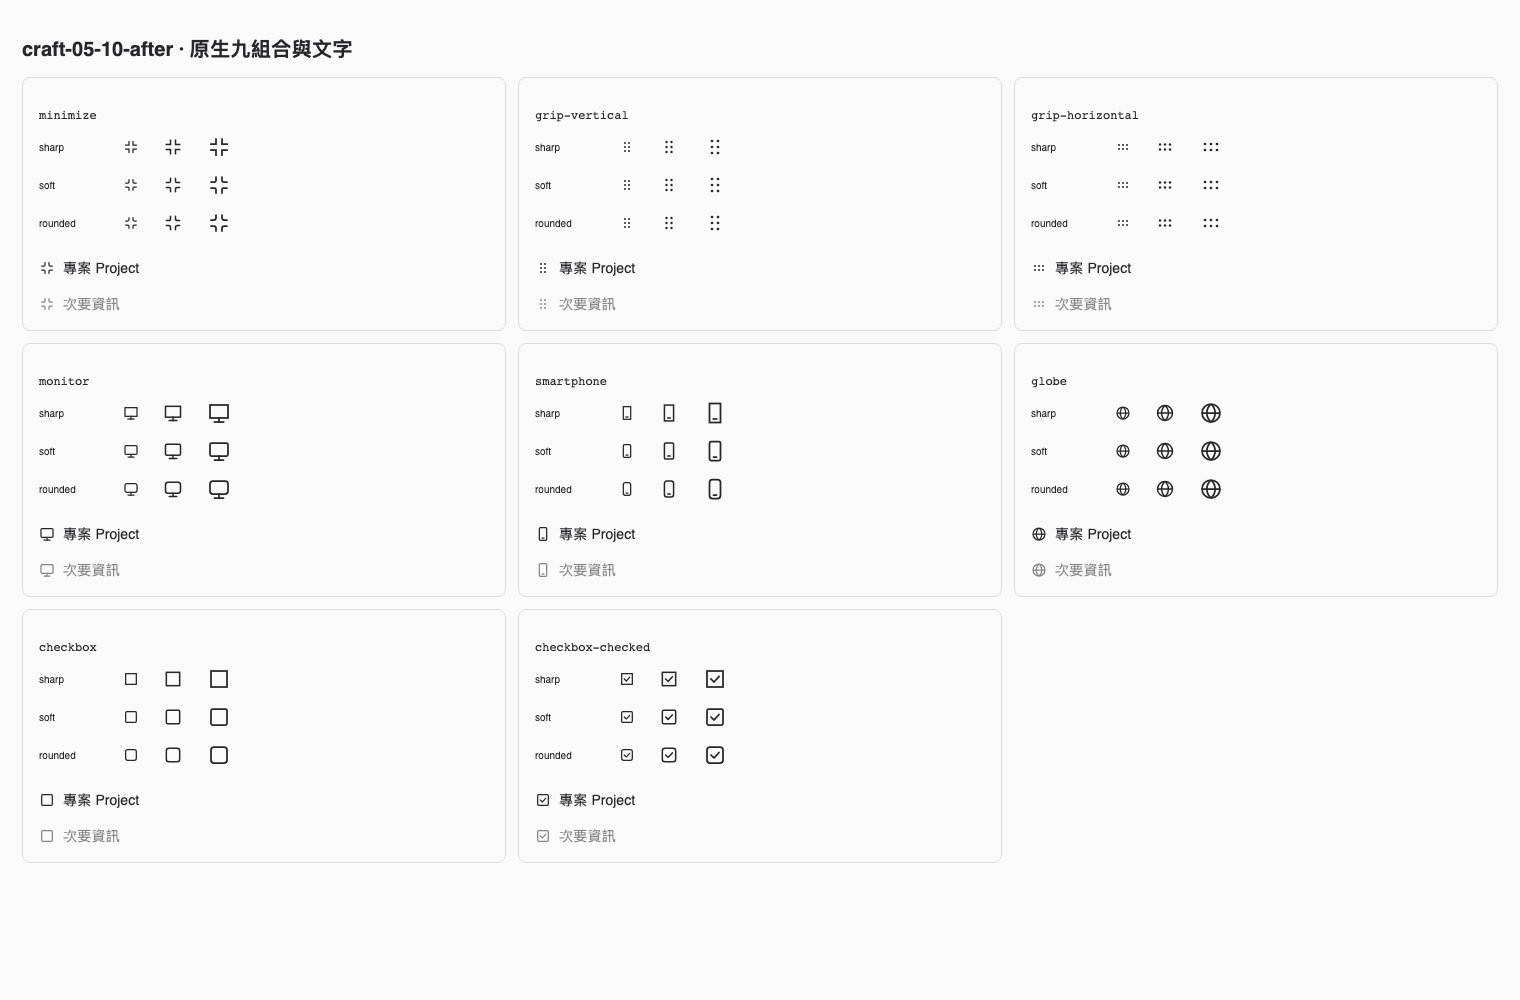 craft-05-10-after · 原生九組合與文字
minimize
sharp
soft
rounded
專案 Project
次要資訊
grip-vertical
sharp
soft
rounded
專案 Project
次要資訊
grip-horizontal
sharp
soft
rounded
專案 Project
次要資訊
monitor
sharp
soft
rounded
專案 Project
次要資訊
smartphone
sharp
soft
rounded
專案 Project
次要資訊
globe
sharp
soft
rounded
專案 Project
次要資訊
checkbox
sharp
soft
rounded
專案 Project
次要資訊
checkbox-checked
sharp
soft
rounded
專案 Project
次要資訊